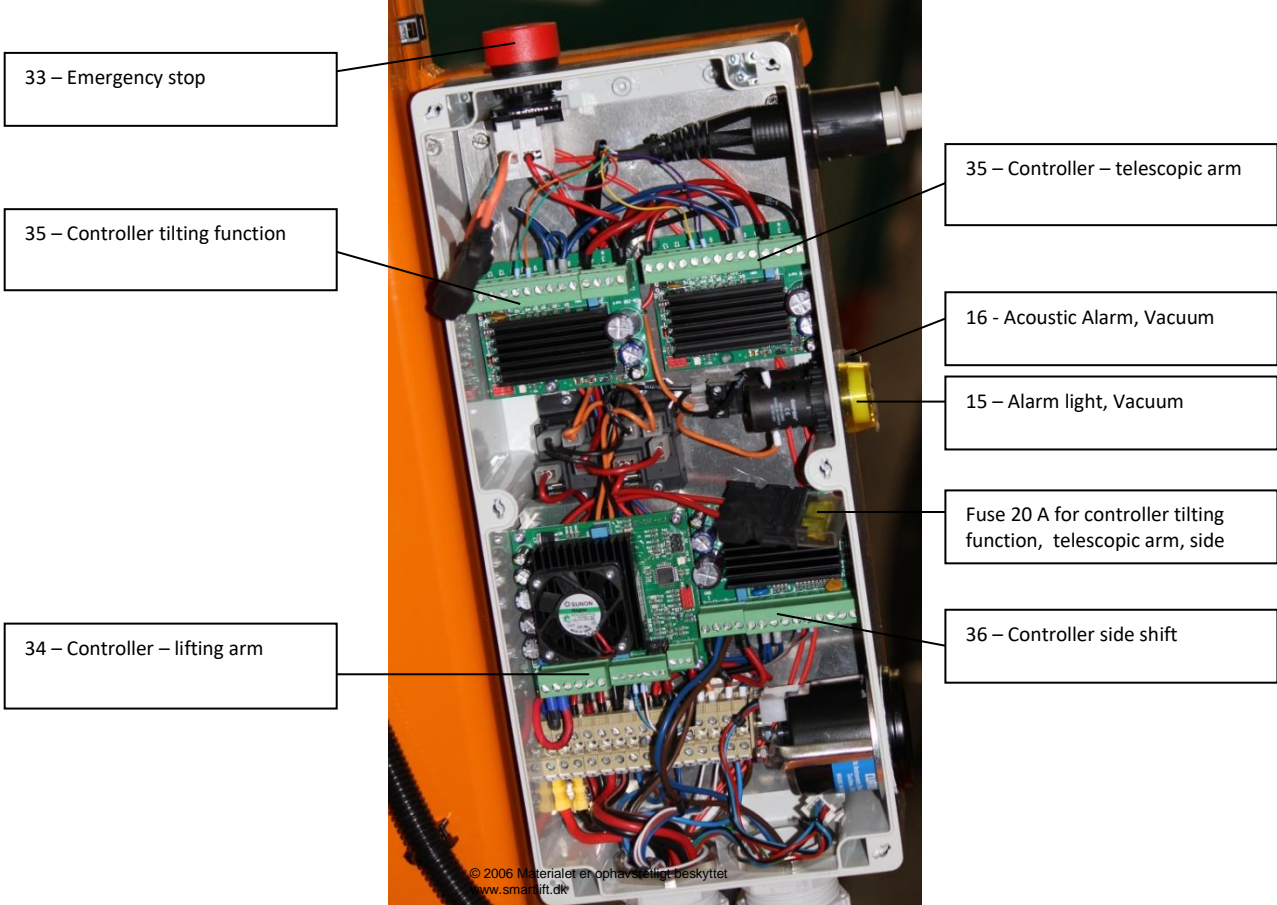 33 – Emergency stop
35 – Controller tilting function
34 – Controller – lifting arm
35 – Controller – telescopic arm
16 - Acoustic Alarm, Vacuum
15 – Alarm light, Vacuum
Fuse 20 A for controller tilting
function, telescopic arm, side
36 – Controller side shift
SUNON
© 2006 Materialet er ophavsretligt beskyttet
www.smartlift.dk